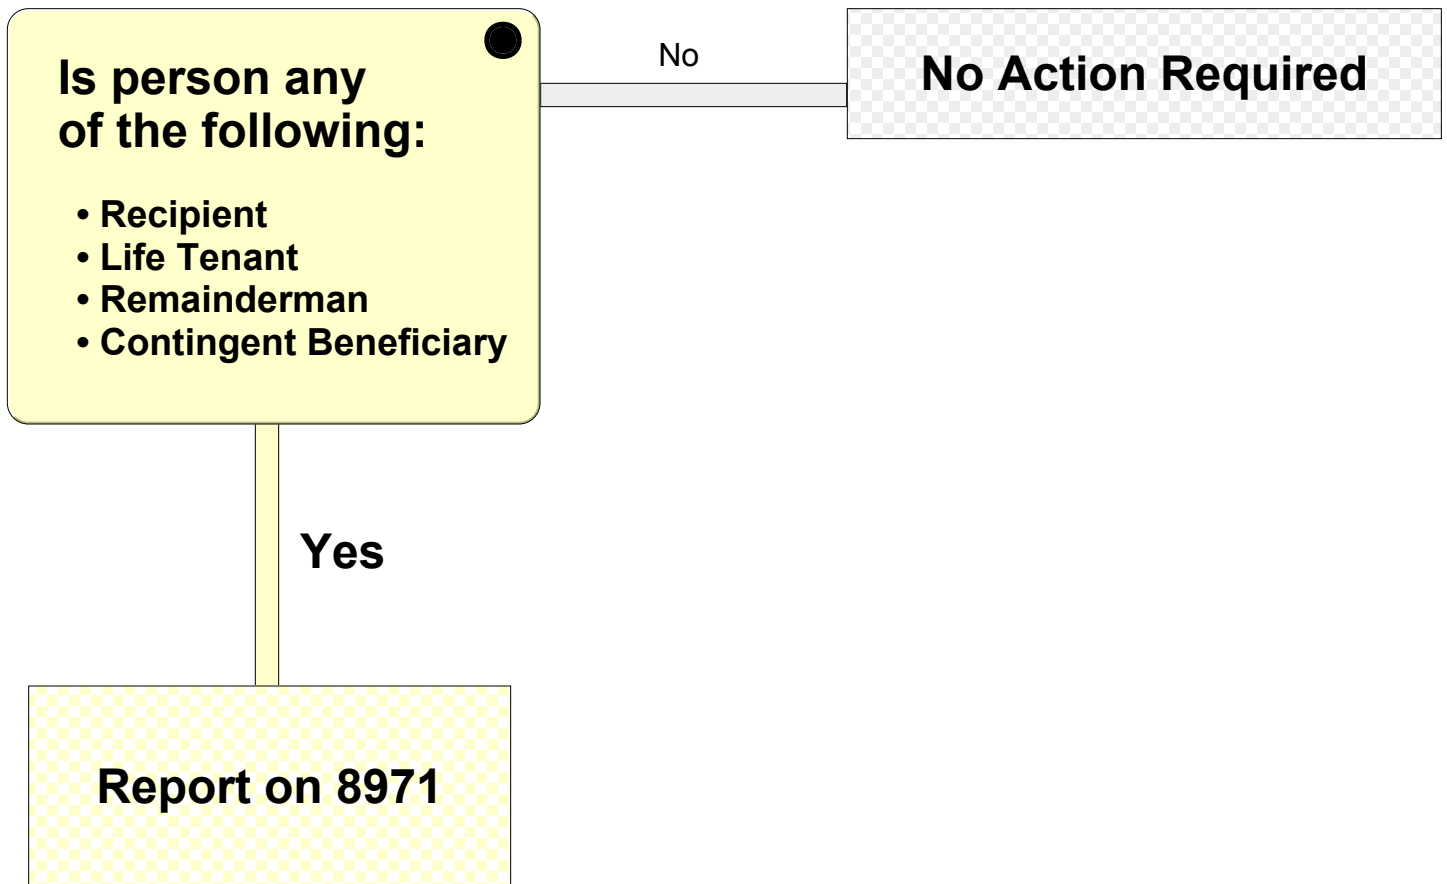 Is person any
of the following:
• Recipient
• Life Tenant
• Remainderman
• Contingent Beneficiary
No
No Action Required
Yes
Report on 8971